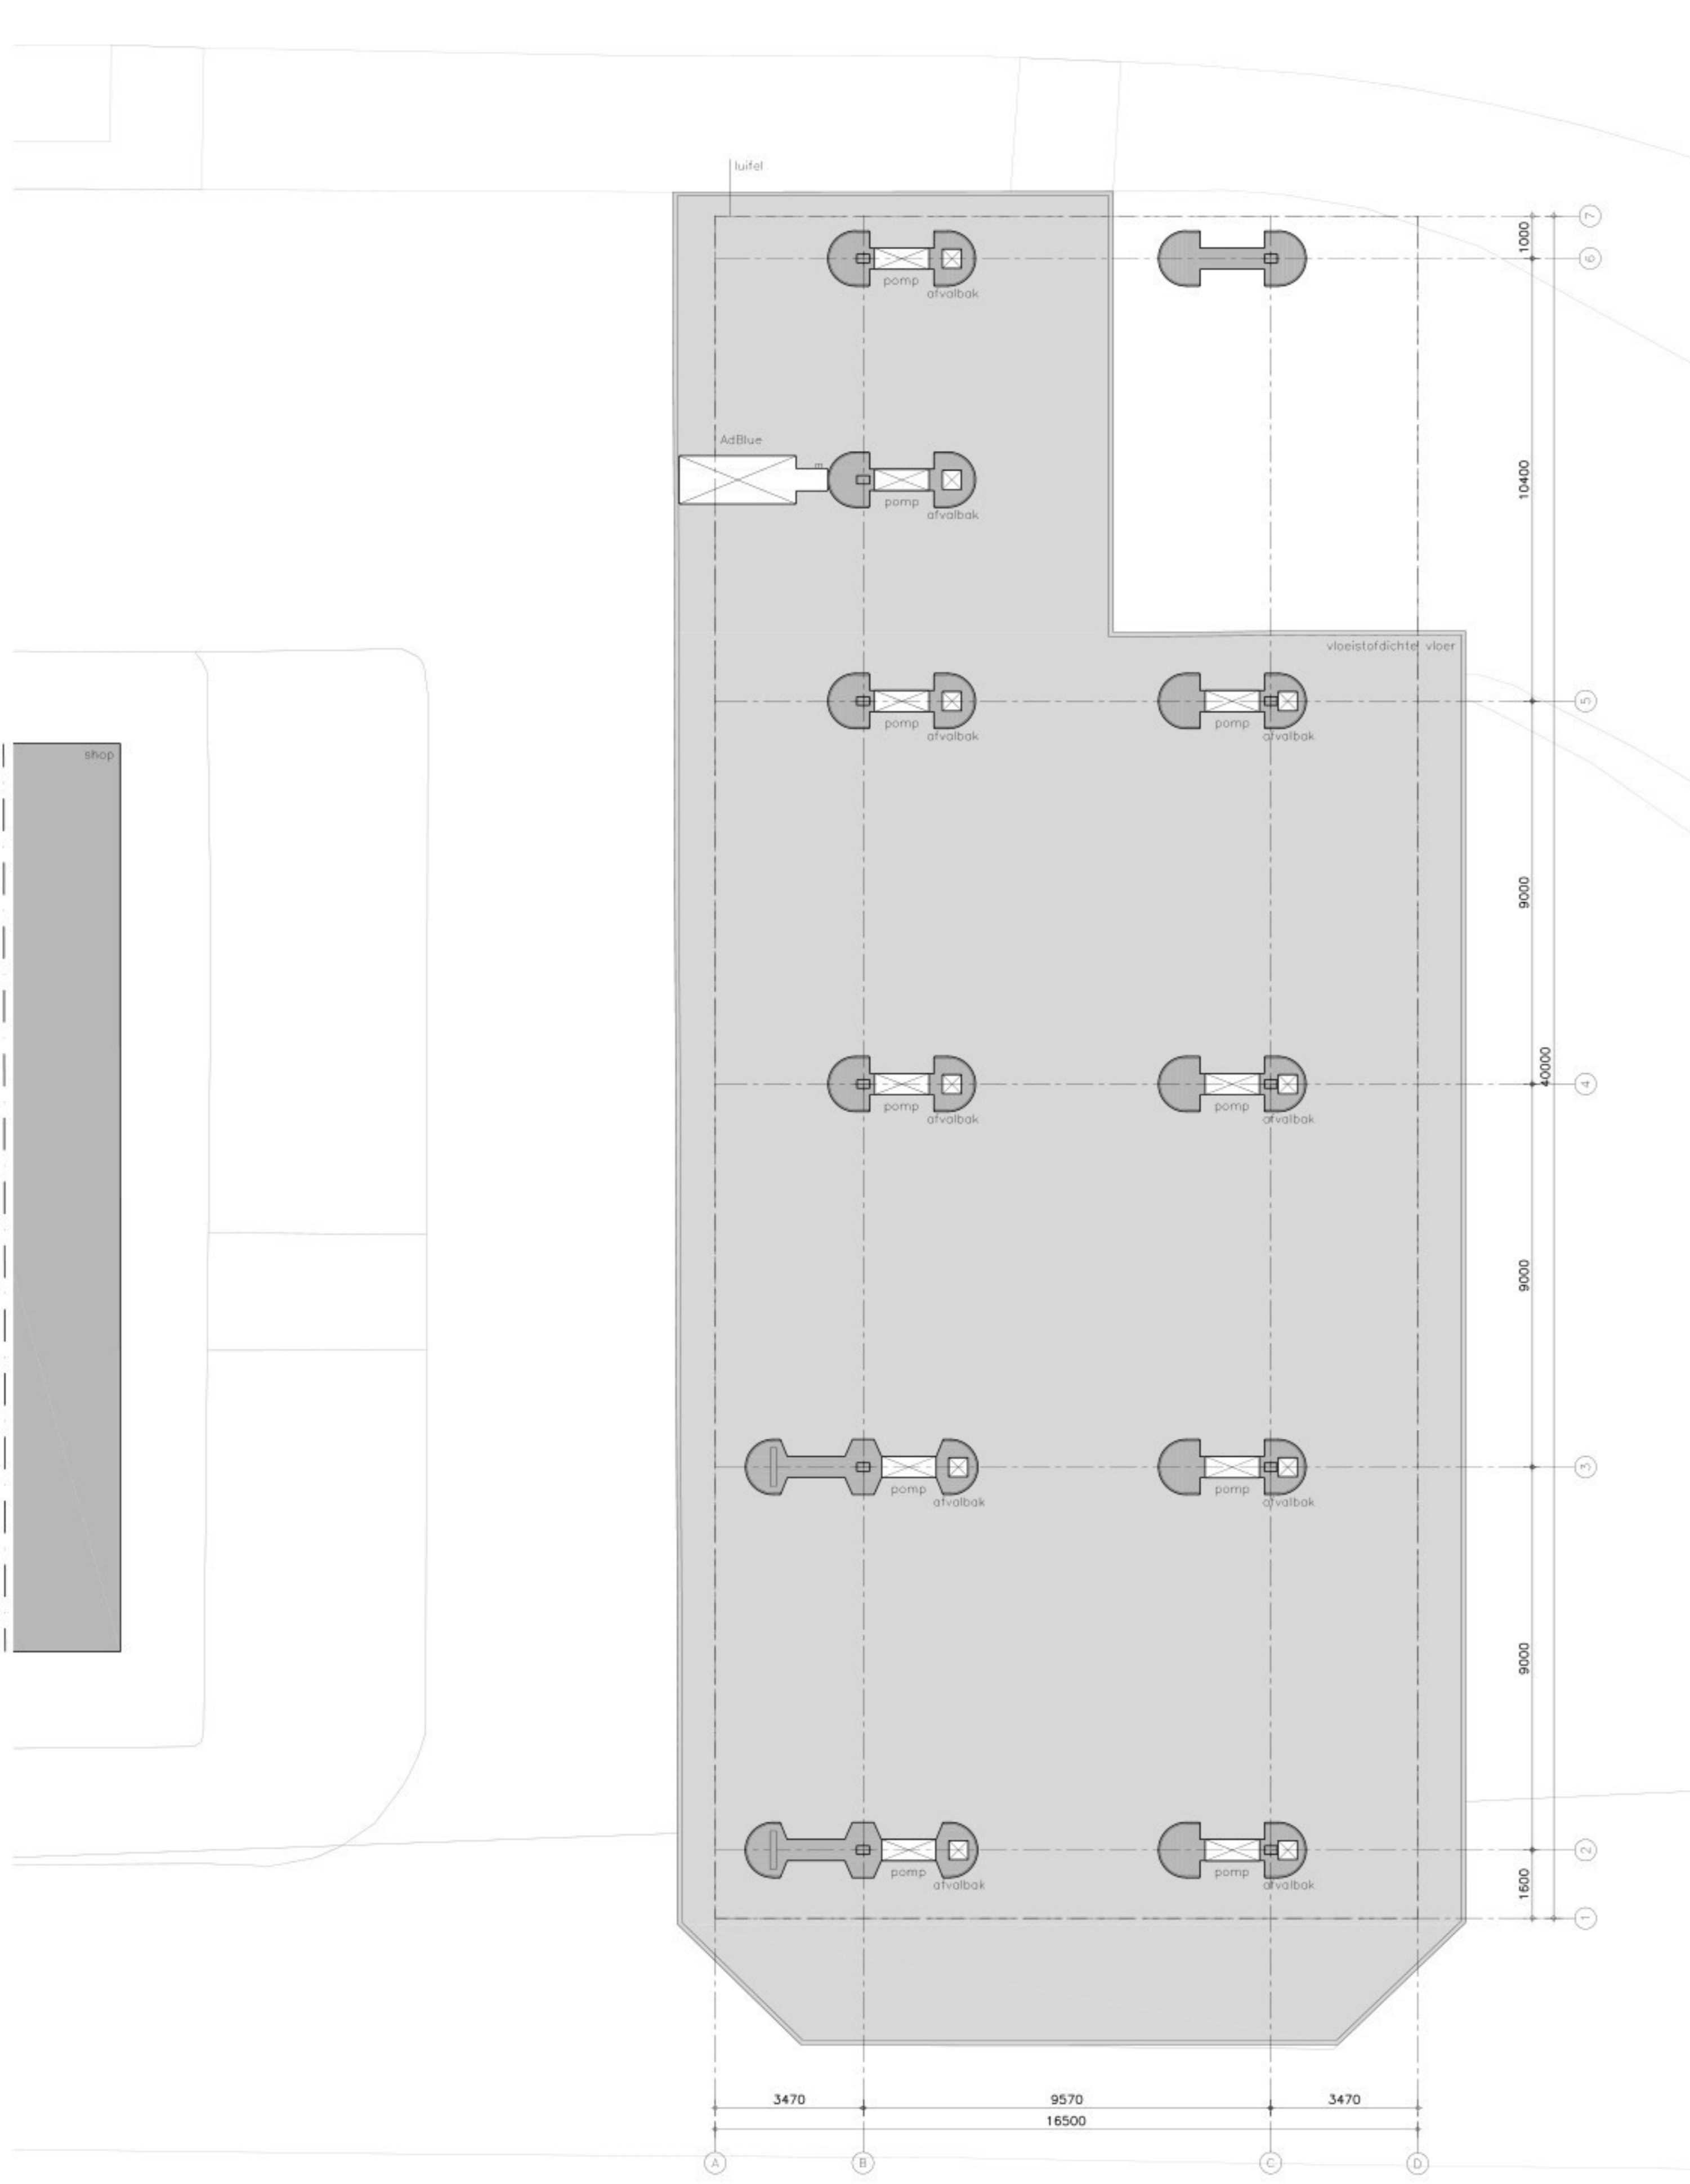 luifel
7
1000
6
pomp
afvalbak
AdBlue
E
pomp
afvalbak
10400
vloeistofdichte vloer
5
pomp
afvalbak
pomp
afvalbak
shop
9000
40000
4
pomp
afvalbak
pomp
afvalbak
9000
3
pomp
afvalbak
pomp
afvalbak
9000
2
pomp
afvalbak
pomp
afvalbak
1600
1
3470
9570
3470
16500
A
B
C
D